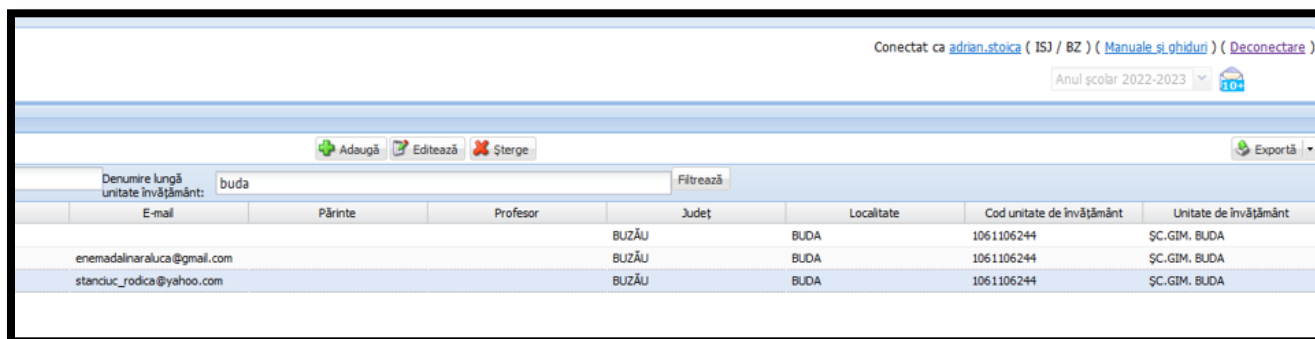 Conectat ca adrian.stoica ( ISJ / BZ ) ( Manuale și ghiduri ) ( Deconectare )
Anul școlar 2022-2023
10+
Adaugă Editează Șterge Exportă
Denumire lungă
unitate învățământ: buda Filtrează
E-mail Părinte Profesor Județ Localitate Cod unitate de învățământ Unitate de învățământ
BUZĂU BUDA 1061106244 ȘC.GIM. BUDA
enemadalinaraluca@gmail.com BUZĂU BUDA 1061106244 ȘC.GIM. BUDA
stanciuc_rodica@yahoo.com BUZĂU BUDA 1061106244 ȘC.GIM. BUDA